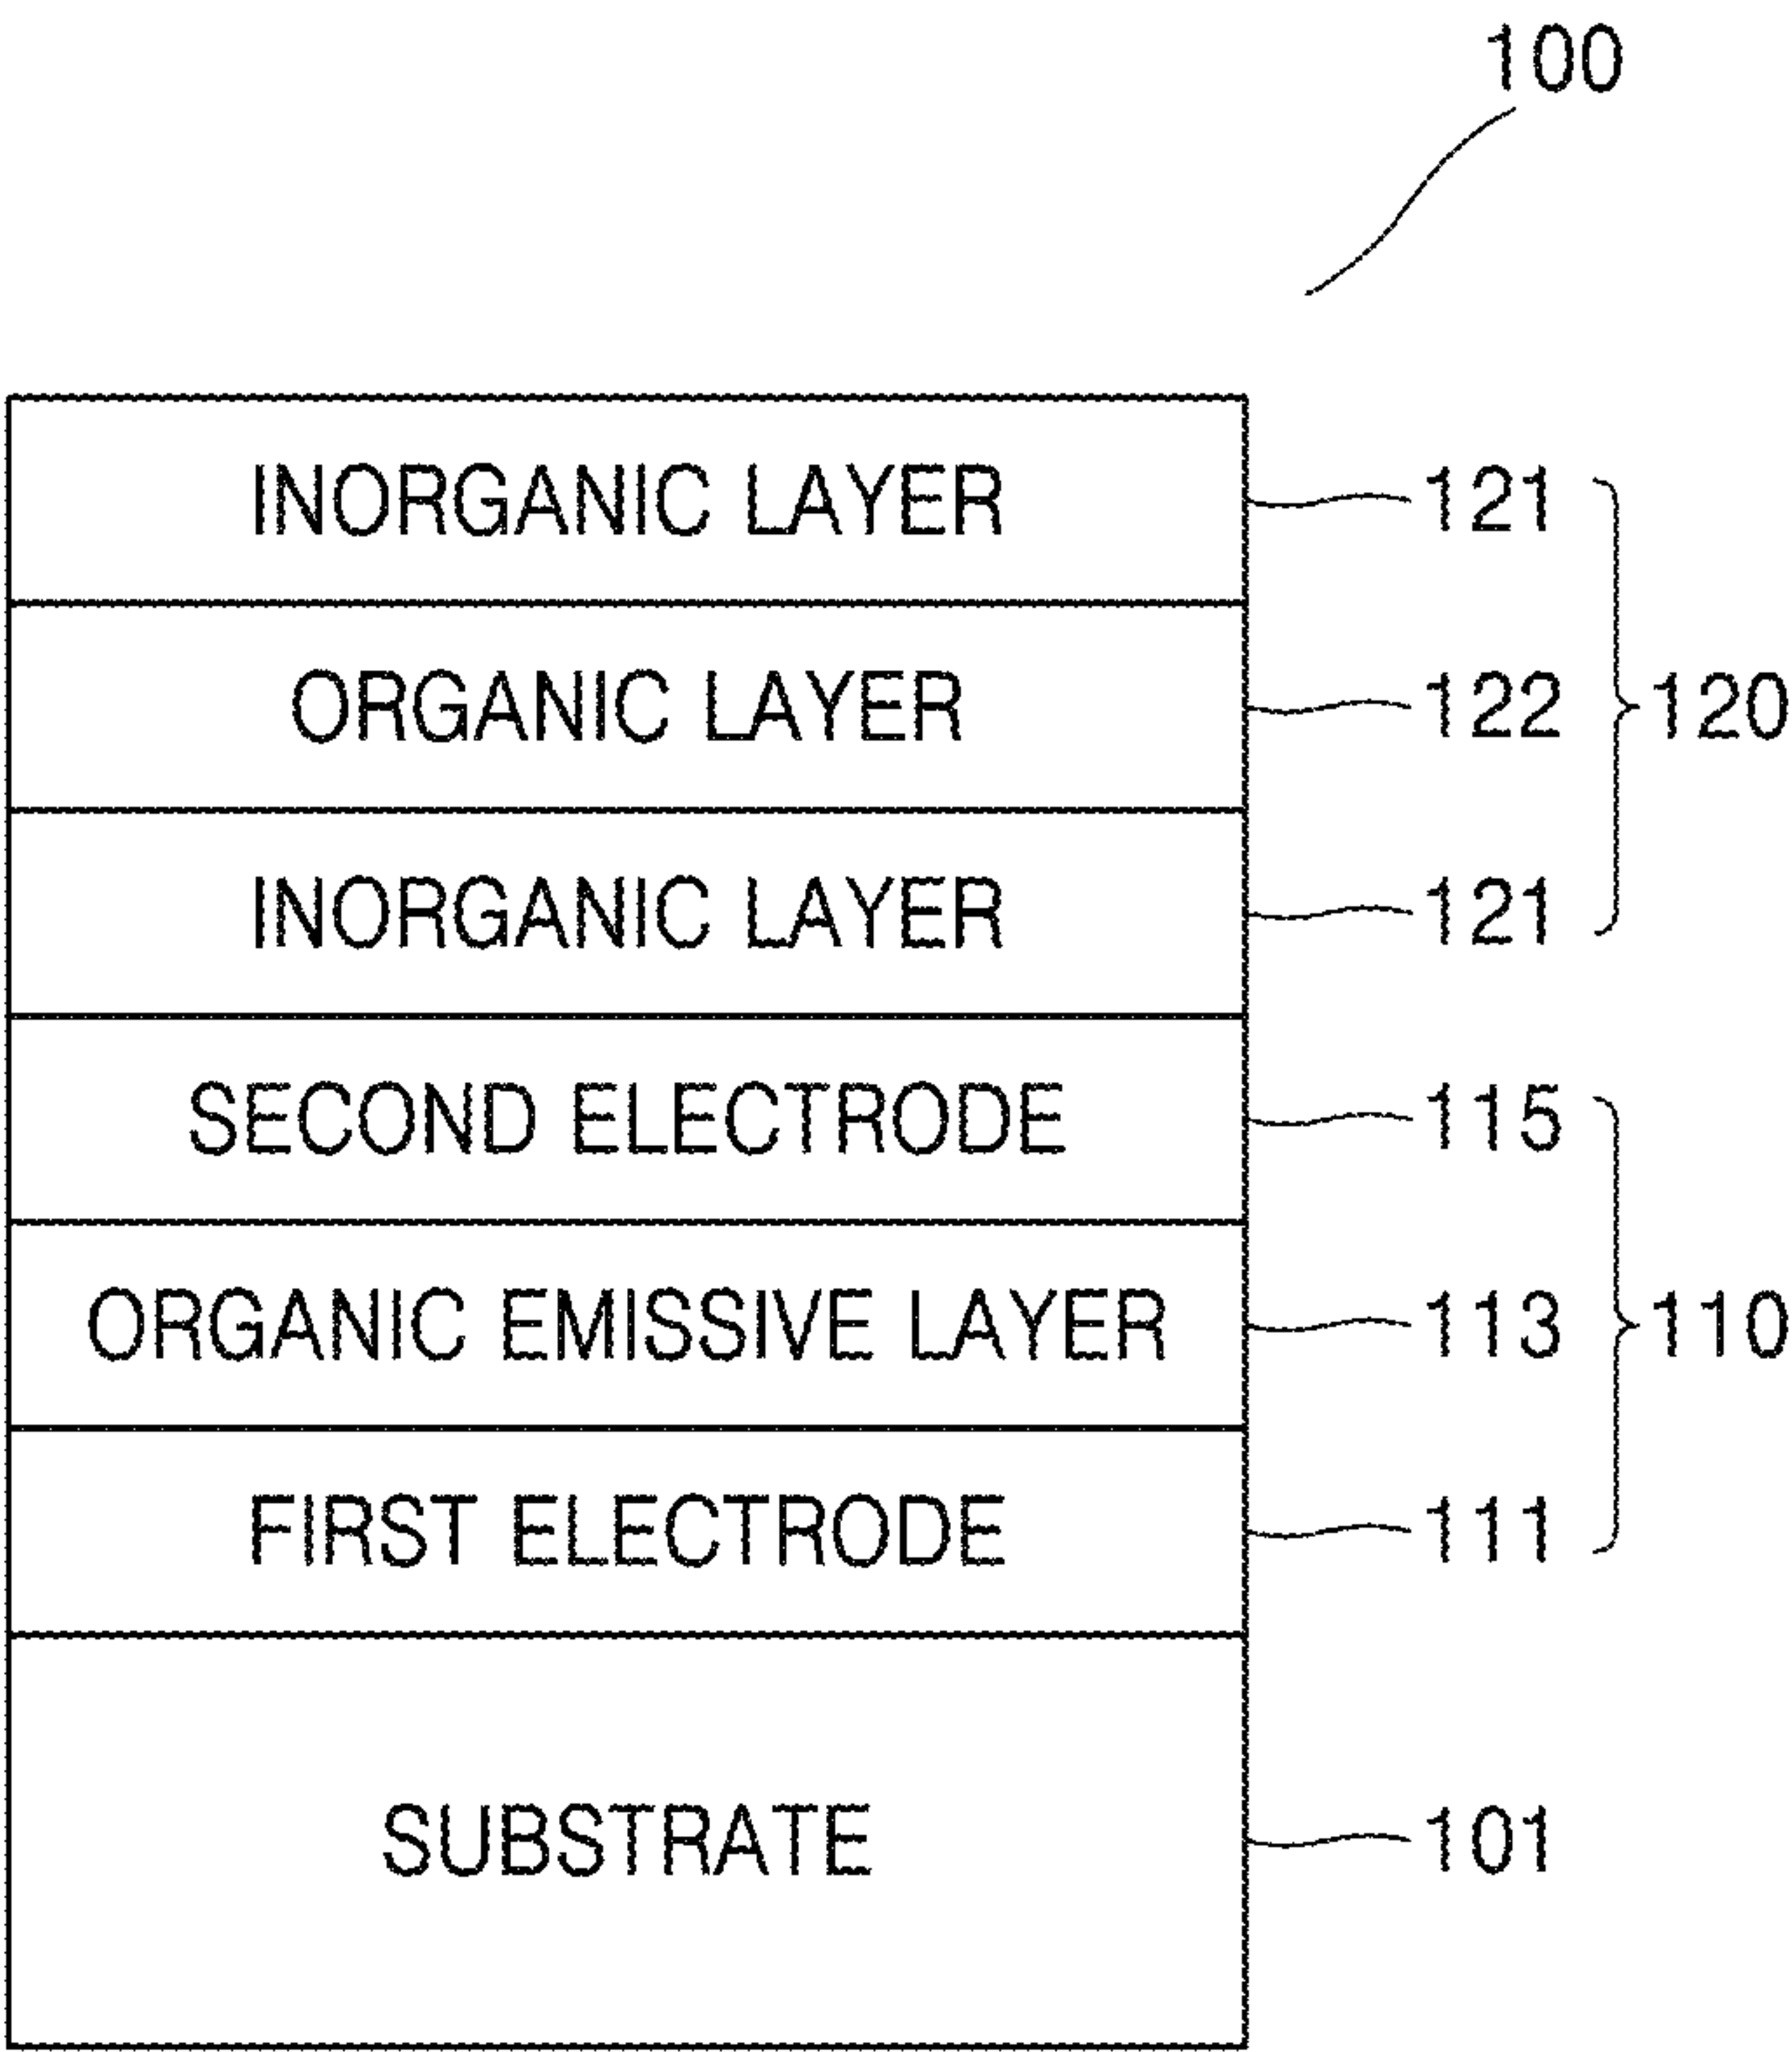 100
INORGANIC LAYER 121
ORGANIC LAYER 122 120
INORGANIC LAYER 121
SECOND ELECTRODE 115
ORGANIC EMISSIVE LAYER 113 110
FIRST ELECTRODE 111
SUBSTRATE 101